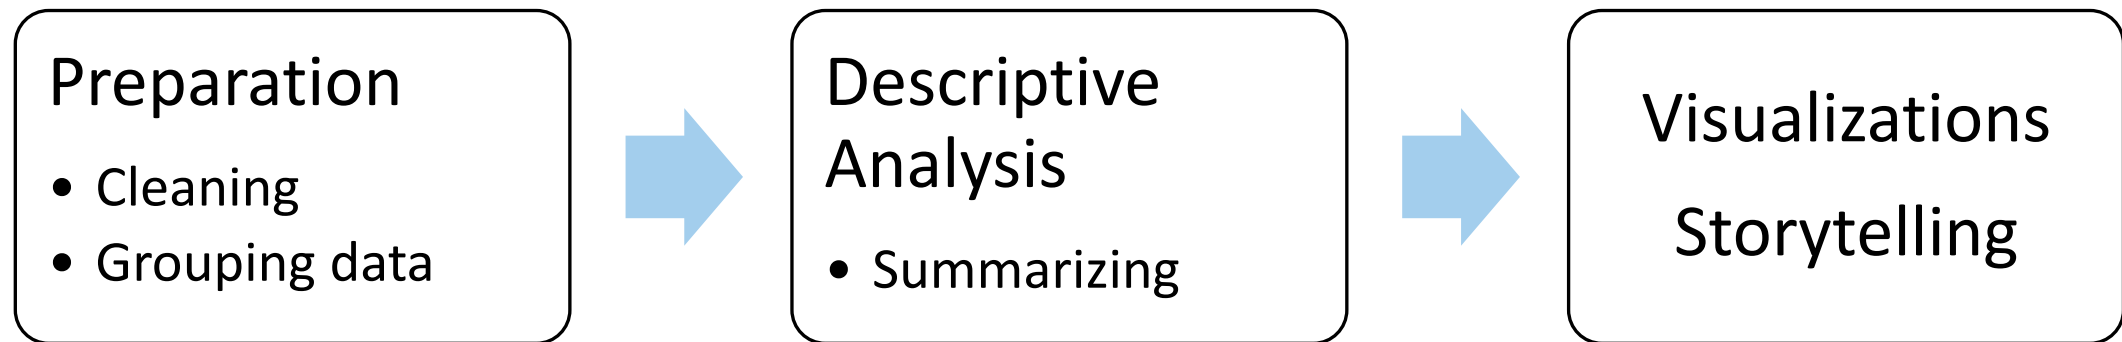 Preparation
• Cleaning
• Grouping data
Descriptive
Analysis
• Summarizing
Visualizations
Storytelling